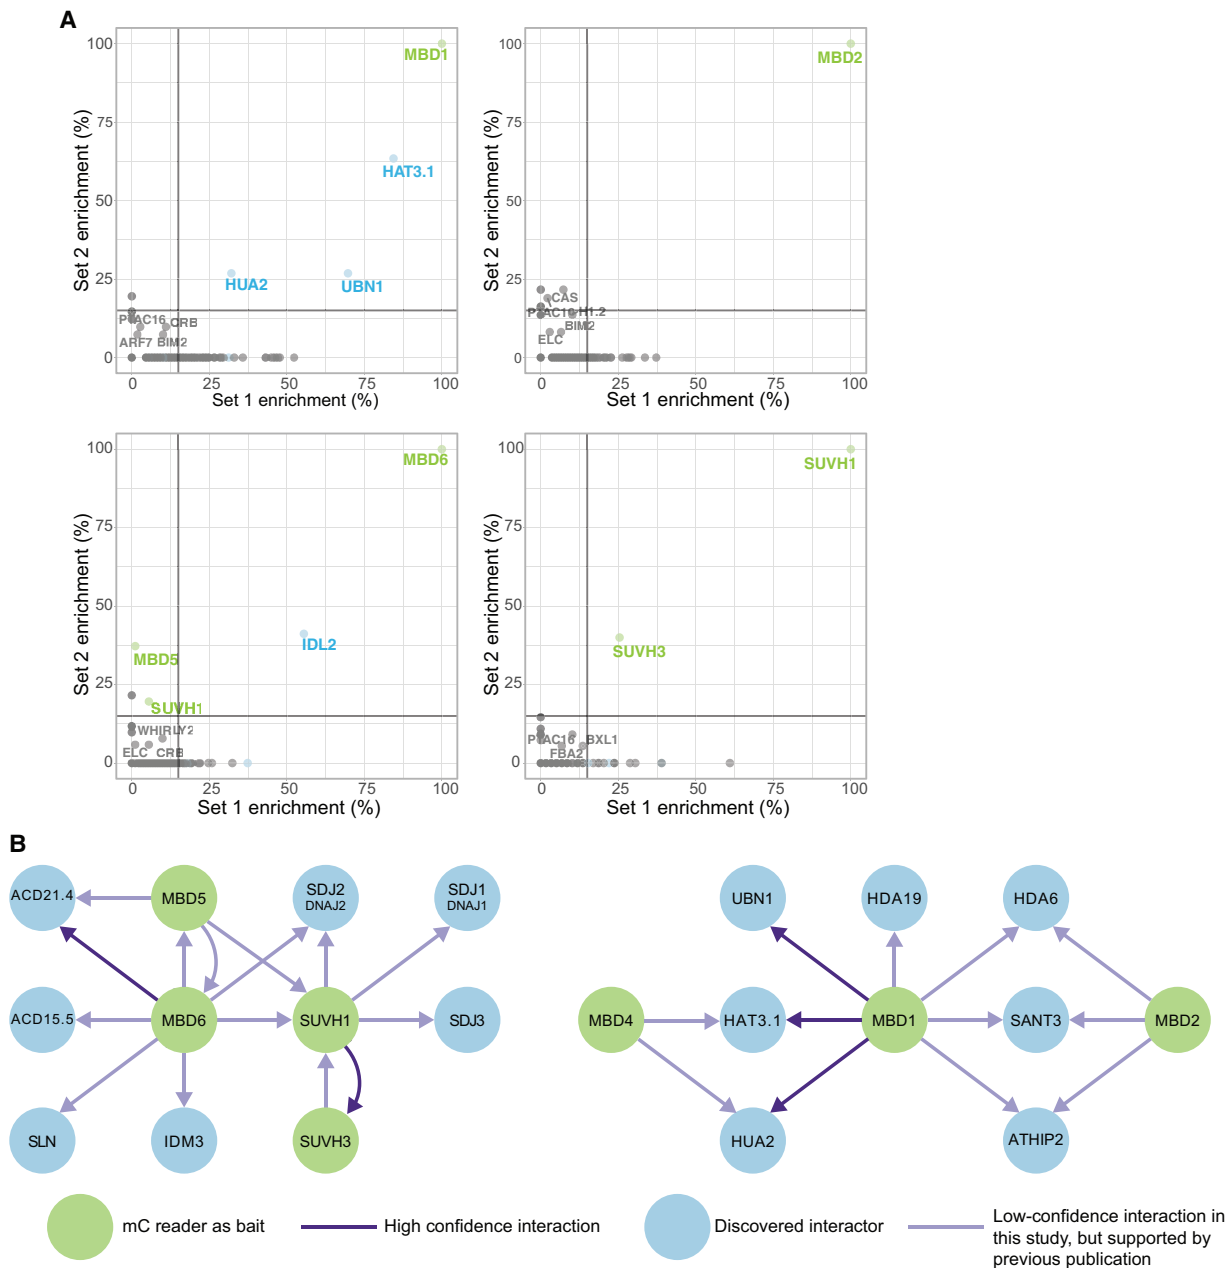 A
100
75
50
25
0
Set 2 enrichment (%)
MBD1
HAT3.1
HUA2
UBN1
PTAC16
CRB
ARF7
BIM2
0
25
50
75
100
Set 1 enrichment (%)
100
75
50
25
0
Set 2 enrichment (%)
MBD2
CAS
H1.2
BIM2
ELC
0
25
50
75
100
Set 1 enrichment (%)
100
75
50
25
0
Set 2 enrichment (%)
MBD6
IDL2
MBD5
SUVH1
WHIRLY2
ELC
CRB
0
25
50
75
100
Set 1 enrichment (%)
100
75
50
25
0
Set 2 enrichment (%)
SUVH1
SUVH3
PTAC16
BXL1
FBA2
0
25
50
75
100
Set 1 enrichment (%)
B
ACD21.4
MBD5
SDJ2
DNAJ2
SDJ1
DNAJ1
ACD15.5
MBD6
SUVH1
SDJ3
SLN
IDM3
SUVH3
UBN1
HDA19
HDA6
MBD4
HAT3.1
MBD1
SANT3
MBD2
HUA2
ATHIP2
mC reader as bait
High confidence interaction
Discovered interactor
Low-confidence interaction in
this study, but supported by
previous publication